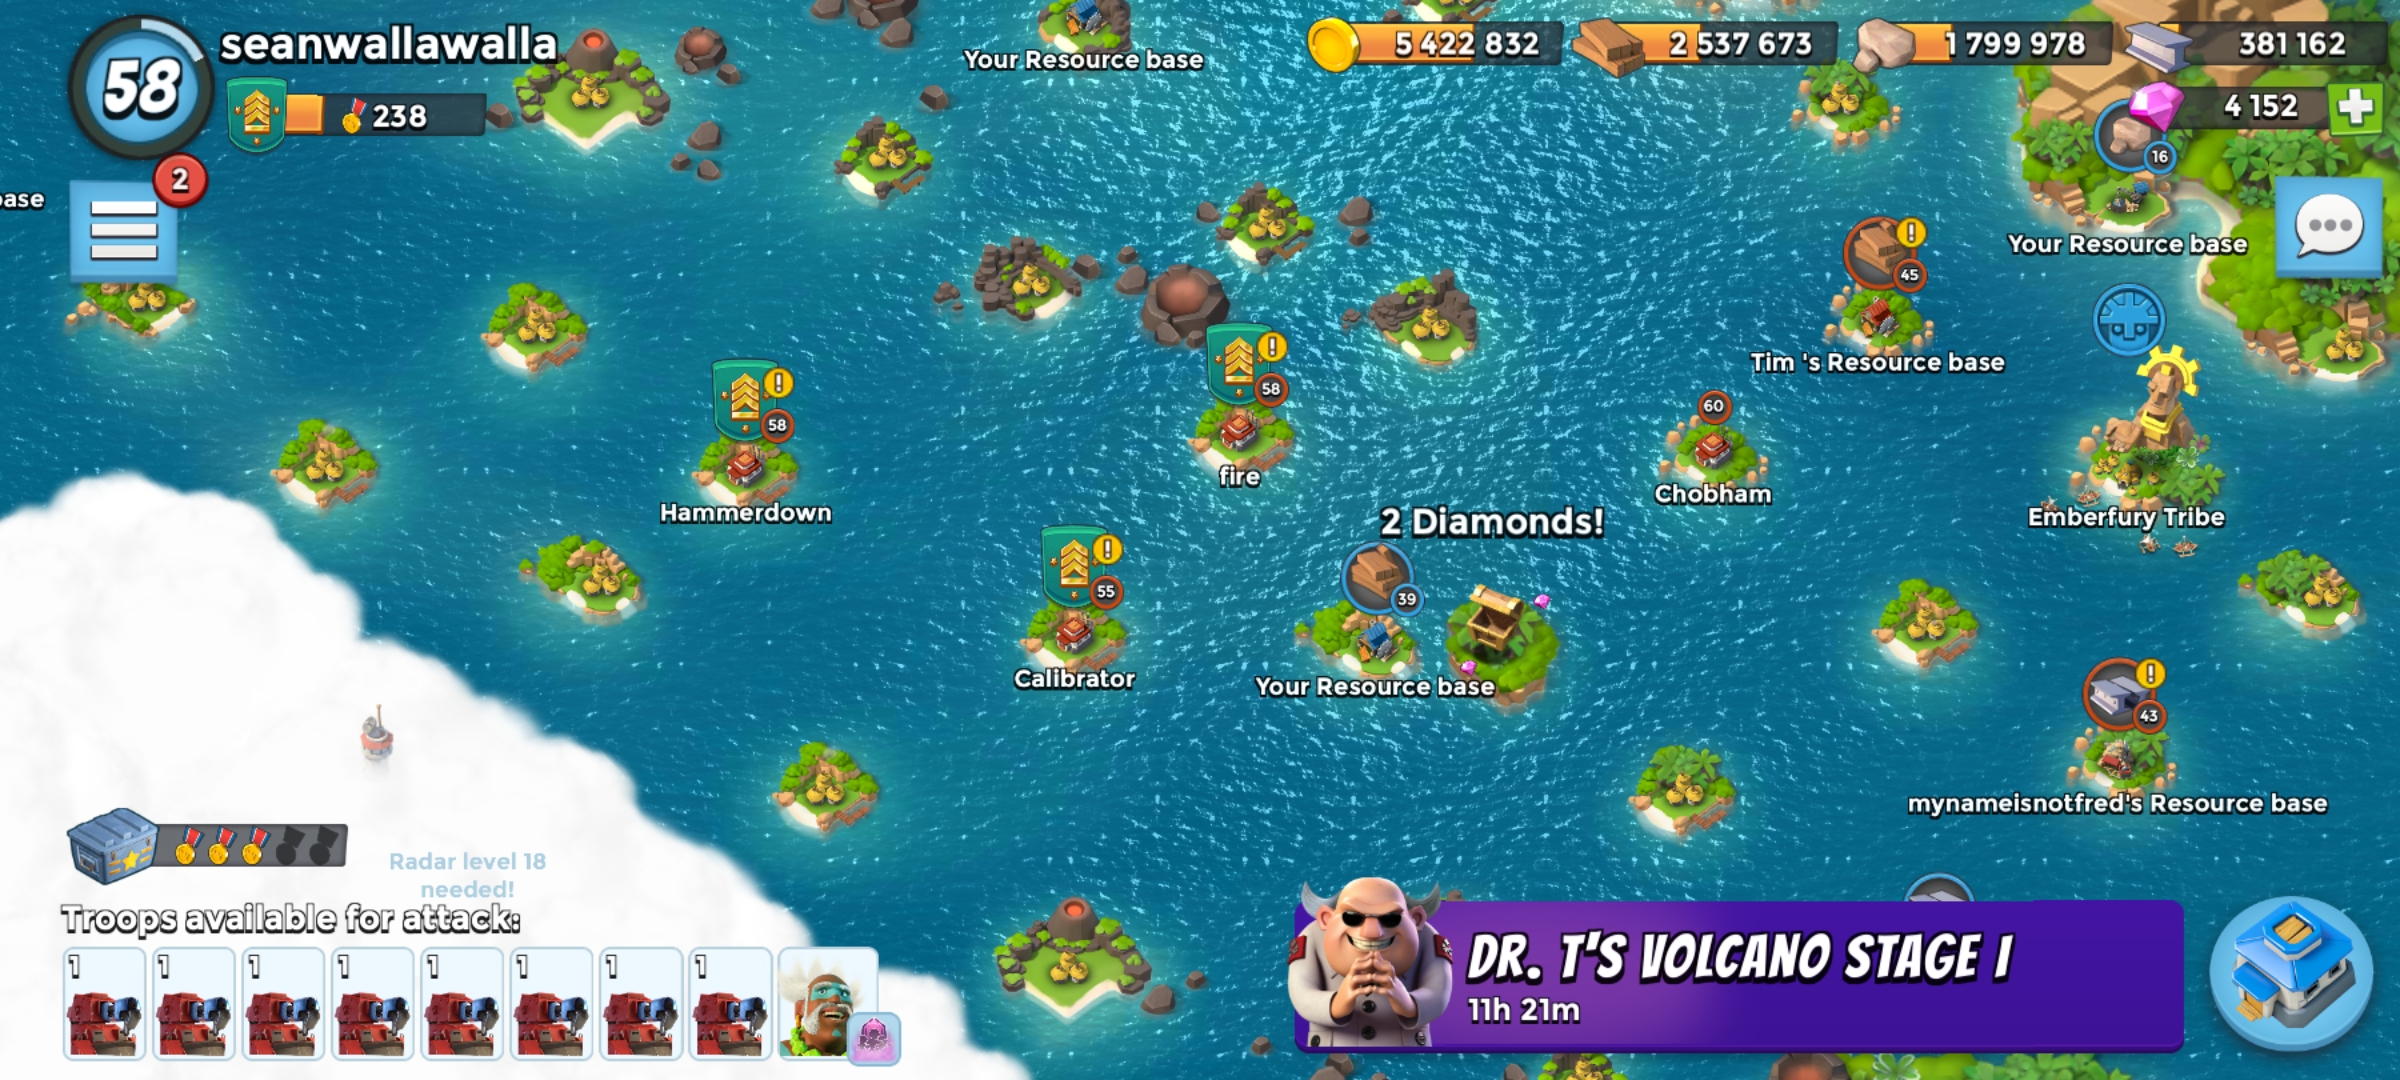 58
seanwallawalla
238
2
ase
Your Resource base
5 422 832
2 537 673
1 799 978
381 162
4 152
16
Your Resource base
!
45
Tim 's Resource base
!
58
Hammerdown
!
58
fire
60
Chobham
Emberfury Tribe
2 Diamonds!
!
55
Calibrator
39
Your Resource base
!
43
mynameisnotfred's Resource base
Radar level 18
needed!
Troops available for attack:
1 1 1 1 1 1 1 1
DR. T'S VOLCANO STAGE I
11h 21m